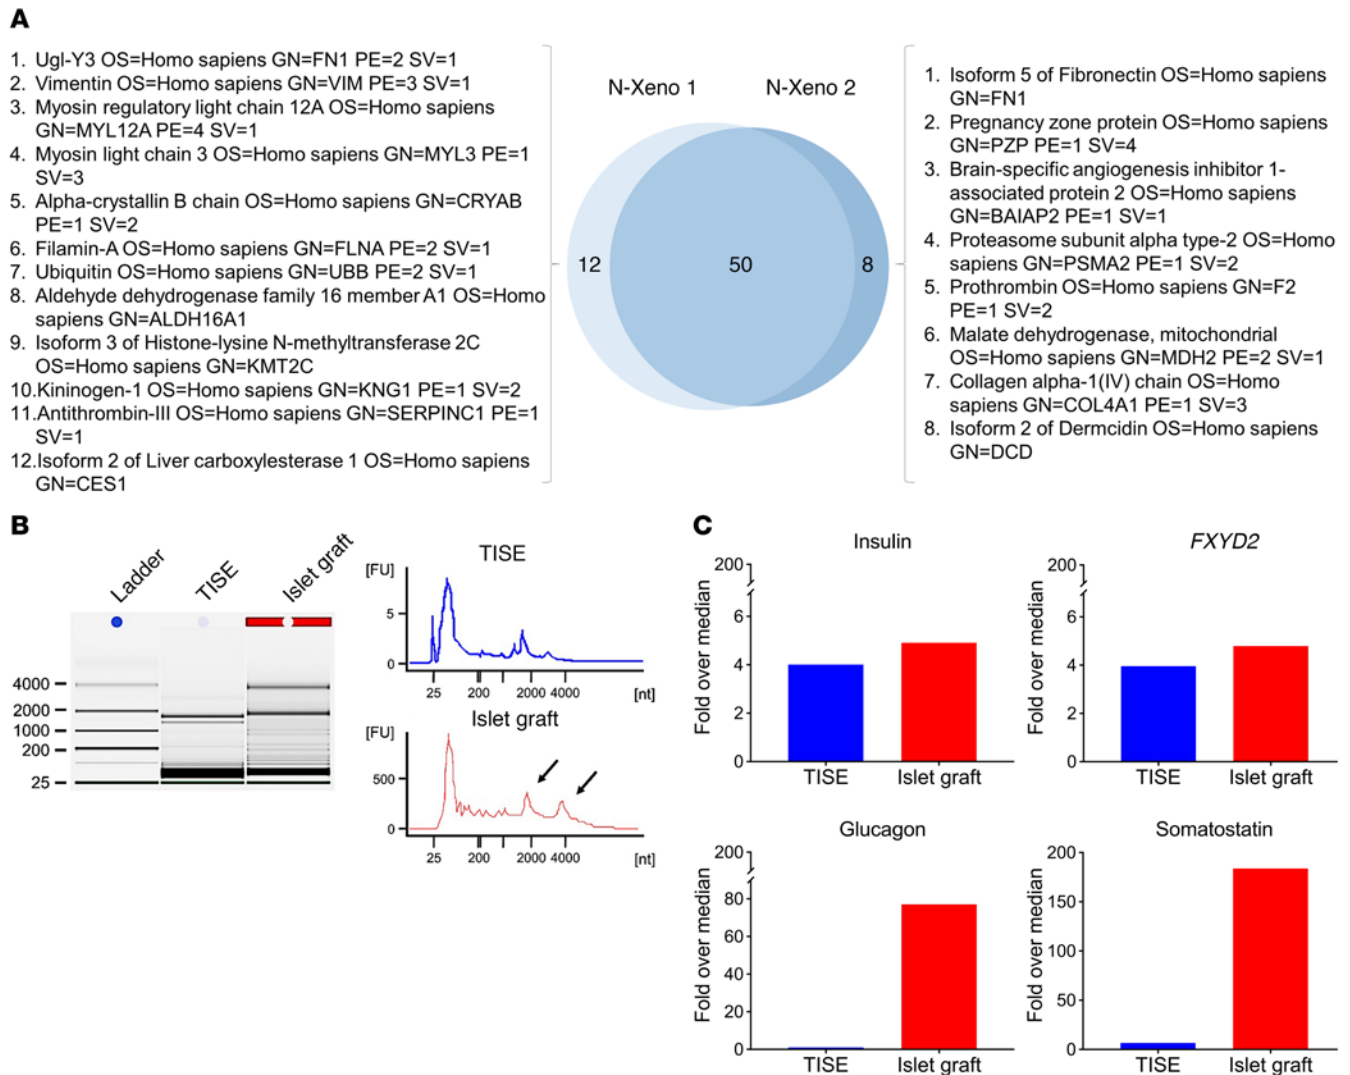 A
1. Ugl-Y3 OS=Homo sapiens GN=FN1 PE=2 SV=1
2. Vimentin OS=Homo sapiens GN=VIM PE=3 SV=1
3. Myosin regulatory light chain 12A OS=Homo sapiens
GN=MYL12A PE=4 SV=1
4. Myosin light chain 3 OS=Homo sapiens GN=MYL3 PE=1
SV=3
5. Alpha-crystallin B chain OS=Homo sapiens GN=CRYAB
PE=1 SV=2
6. Filamin-A OS=Homo sapiens GN=FLNA PE=2 SV=1
7. Ubiquitin OS=Homo sapiens GN=UBB PE=2 SV=1
8. Aldehyde dehydrogenase family 16 member A1 OS=Homo
sapiens GN=ALDH16A1
9. Isoform 3 of Histone-lysine N-methyltransferase 2C
OS=Homo sapiens GN=KMT2C
10.Kininogen-1 OS=Homo sapiens GN=KNG1 PE=1 SV=2
11.Antithrombin-III OS=Homo sapiens GN=SERPINC1 PE=1
SV=1
12.Isoform 2 of Liver carboxylesterase 1 OS=Homo sapiens
GN=CES1
N-Xeno 1 N-Xeno 2
12 50 8
1. Isoform 5 of Fibronectin OS=Homo sapiens
GN=FN1
2. Pregnancy zone protein OS=Homo sapiens
GN=PZP PE=1 SV=4
3. Brain-specific angiogenesis inhibitor 1-
associated protein 2 OS=Homo sapiens
GN=BAIAP2 PE=1 SV=1
4. Proteasome subunit alpha type-2 OS=Homo
sapiens GN=PSMA2 PE=1 SV=2
5. Prothrombin OS=Homo sapiens GN=F2
PE=1 SV=2
6. Malate dehydrogenase, mitochondrial
OS=Homo sapiens GN=MDH2 PE=2 SV=1
7. Collagen alpha-1(IV) chain OS=Homo
sapiens GN=COL4A1 PE=1 SV=3
8. Isoform 2 of Dermcidin OS=Homo sapiens
GN=DCD
B
Ladder TISE Islet graft
4000
2000
1000
200
25
TISE
[FU]
5
0
25 200 2000 4000 [nt]
Islet graft
[FU]
500
0
25 200 2000 4000 [nt]
C
Insulin
Fold over median
200
6
4
2
0
TISE Islet graft
FXYD2
Fold over median
200
6
4
2
0
TISE Islet graft
Glucagon
Fold over median
200
80
60
40
20
0
TISE Islet graft
Somatostatin
Fold over median
200
150
100
50
0
TISE Islet graft